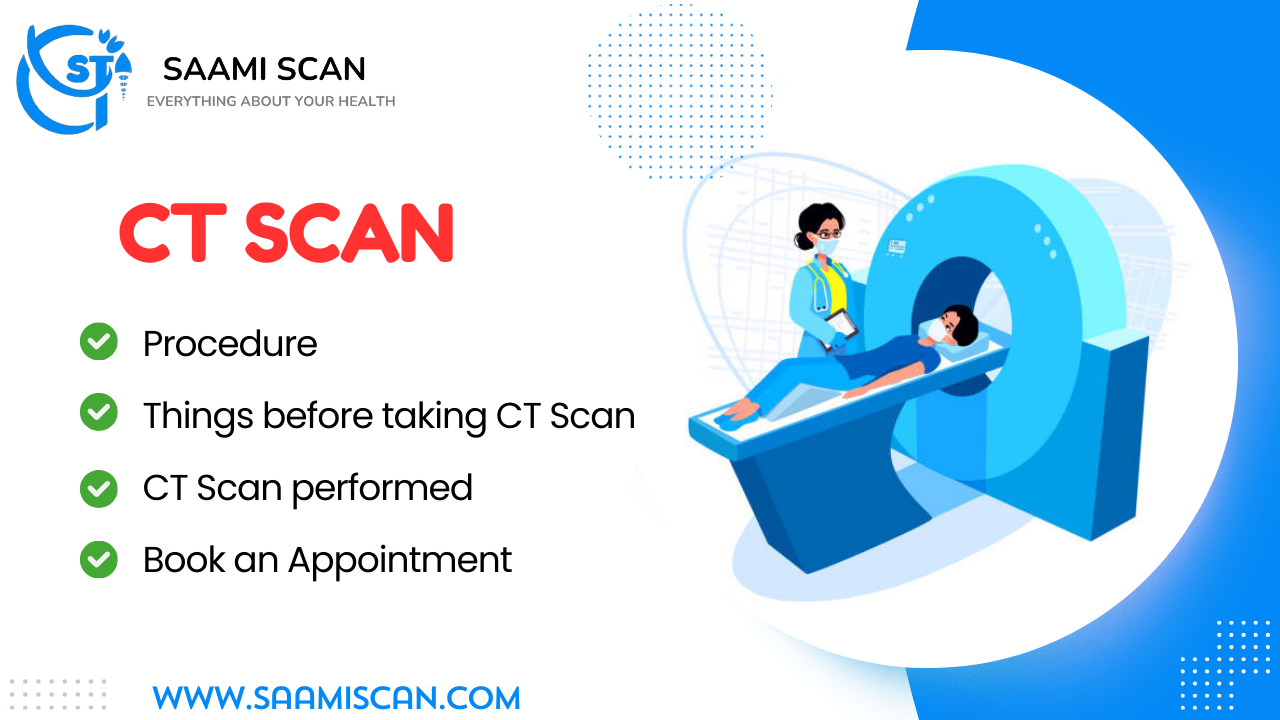 ST
SAAMI SCAN
EVERYTHING ABOUT YOUR HEALTH
CT SCAN
Procedure
Things before taking CT Scan
CT Scan performed
Book an Appointment
WWW.SAAMISCAN.COM